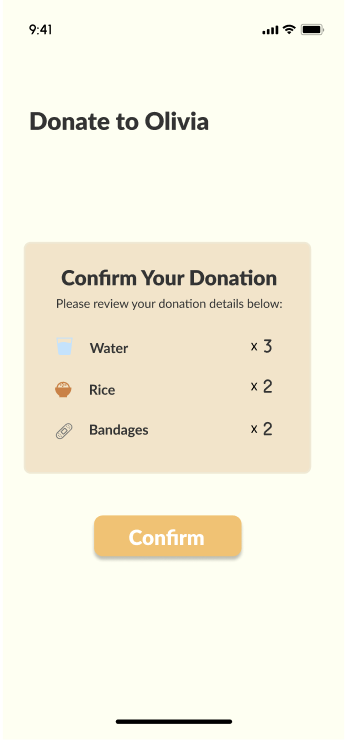 9:41
Donate to Olivia
Confirm Your Donation
Please review your donation details below:
Water x 3
Rice x 2
Bandages x 2
Confirm